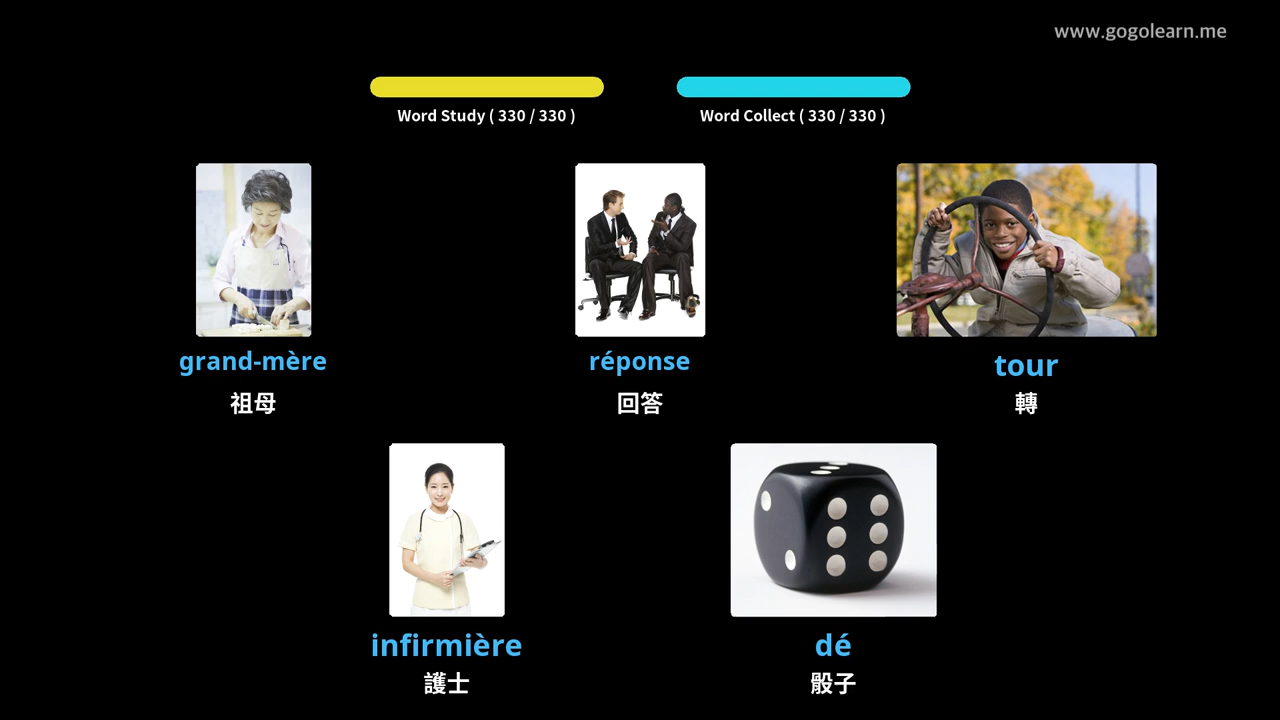 www.gogolearn.me
Word Study ( 330 / 330 )
Word Collect ( 330 / 330 )
grand-mère
祖母
réponse
回答
tour
轉
infirmière
護士
dé
骰子